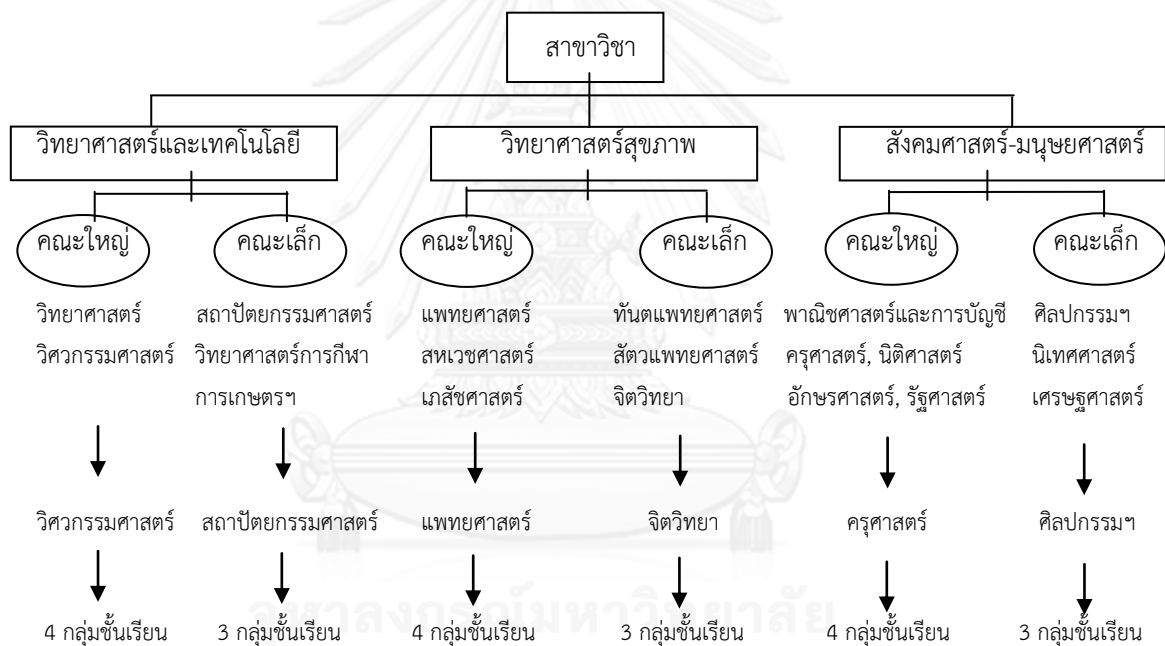 สาขาวิชา
วิทยาศาสตร์และเทคโนโลยี วิทยาศาสตร์สุขภาพ สังคมศาสตร์-มนุษยศาสตร์
คณะใหญ่ คณะเล็ก คณะใหญ่ คณะเล็ก คณะใหญ่ คณะเล็ก
วิทยาศาสตร์ สถาปัตยกรรมศาสตร์ แพทยศาสตร์ ทันตแพทยศาสตร์ พาณิชศาสตร์และการบัญชี ศิลปกรรมฯ
วิศวกรรมศาสตร์ วิทยาศาสตร์การกีฬา สหเวชศาสตร์ สัตวแพทยศาสตร์ ครุศาสตร์, นิติศาสตร์ นิเทศศาสตร์
การเกษตรฯ เภสัชศาสตร์ จิตวิทยา อักษรศาสตร์, รัฐศาสตร์ เศรษฐศาสตร์
วิศวกรรมศาสตร์ สถาปัตยกรรมศาสตร์ แพทยศาสตร์ จิตวิทยา ครุศาสตร์ ศิลปกรรมฯ
จุฬาลงกรณ์มหาวิทยาลัย
4 กลุ่มชั้นเรียน 3 กลุ่มชั้นเรียน 4 กลุ่มชั้นเรียน 3 กลุ่มชั้นเรียน 4 กลุ่มชั้นเรียน 3 กลุ่มชั้นเรียน